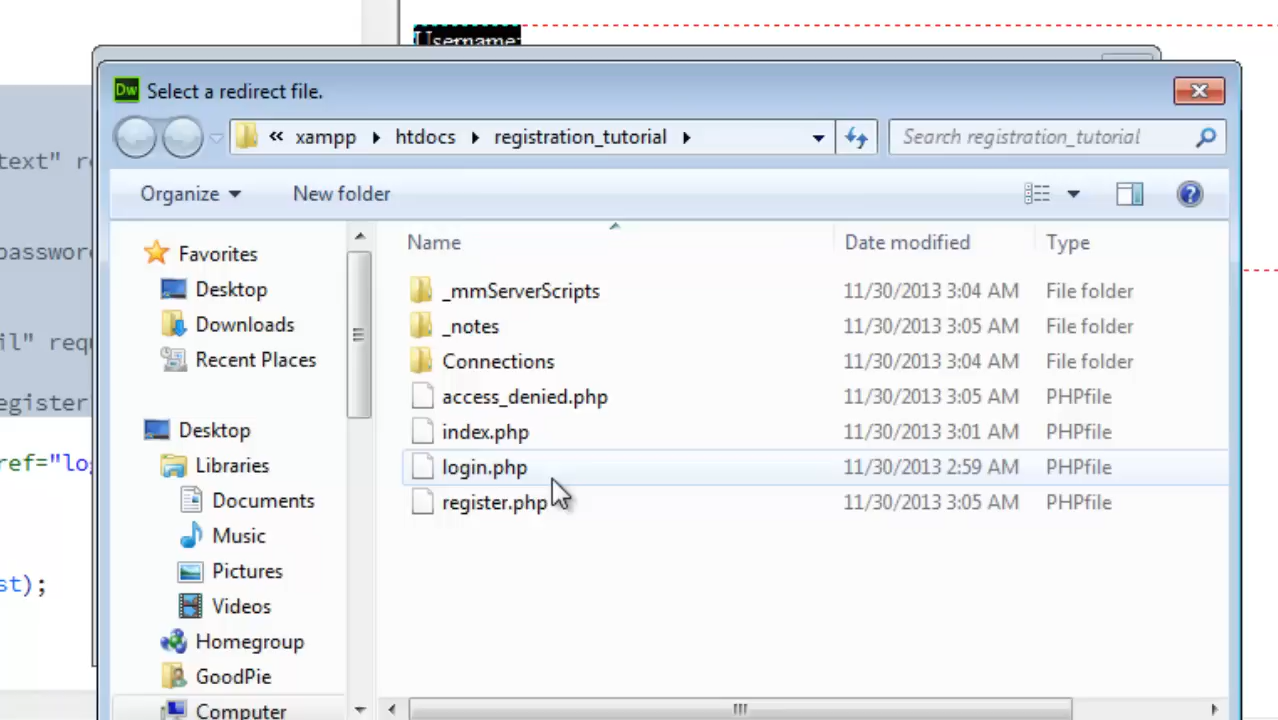 Username:
Dw Select a redirect file.
« xampp htdocs registration_tutorial Search registration_tutorial
Organize New folder
Name Date modified Type
Favorites
Desktop
Downloads
Recent Places
Desktop
Libraries
Documents
Music
Pictures
Videos
Homegroup
GoodPie
Computer
_mmServerScripts 11/30/2013 3:04 AM File folder
_notes 11/30/2013 3:05 AM File folder
Connections 11/30/2013 3:04 AM File folder
access_denied.php 11/30/2013 3:05 AM PHPfile
index.php 11/30/2013 3:01 AM PHPfile
login.php 11/30/2013 2:59 AM PHPfile
register.php 11/30/2013 3:05 AM PHPfile
text" r
password
il" requ
egister
ref="log
st);